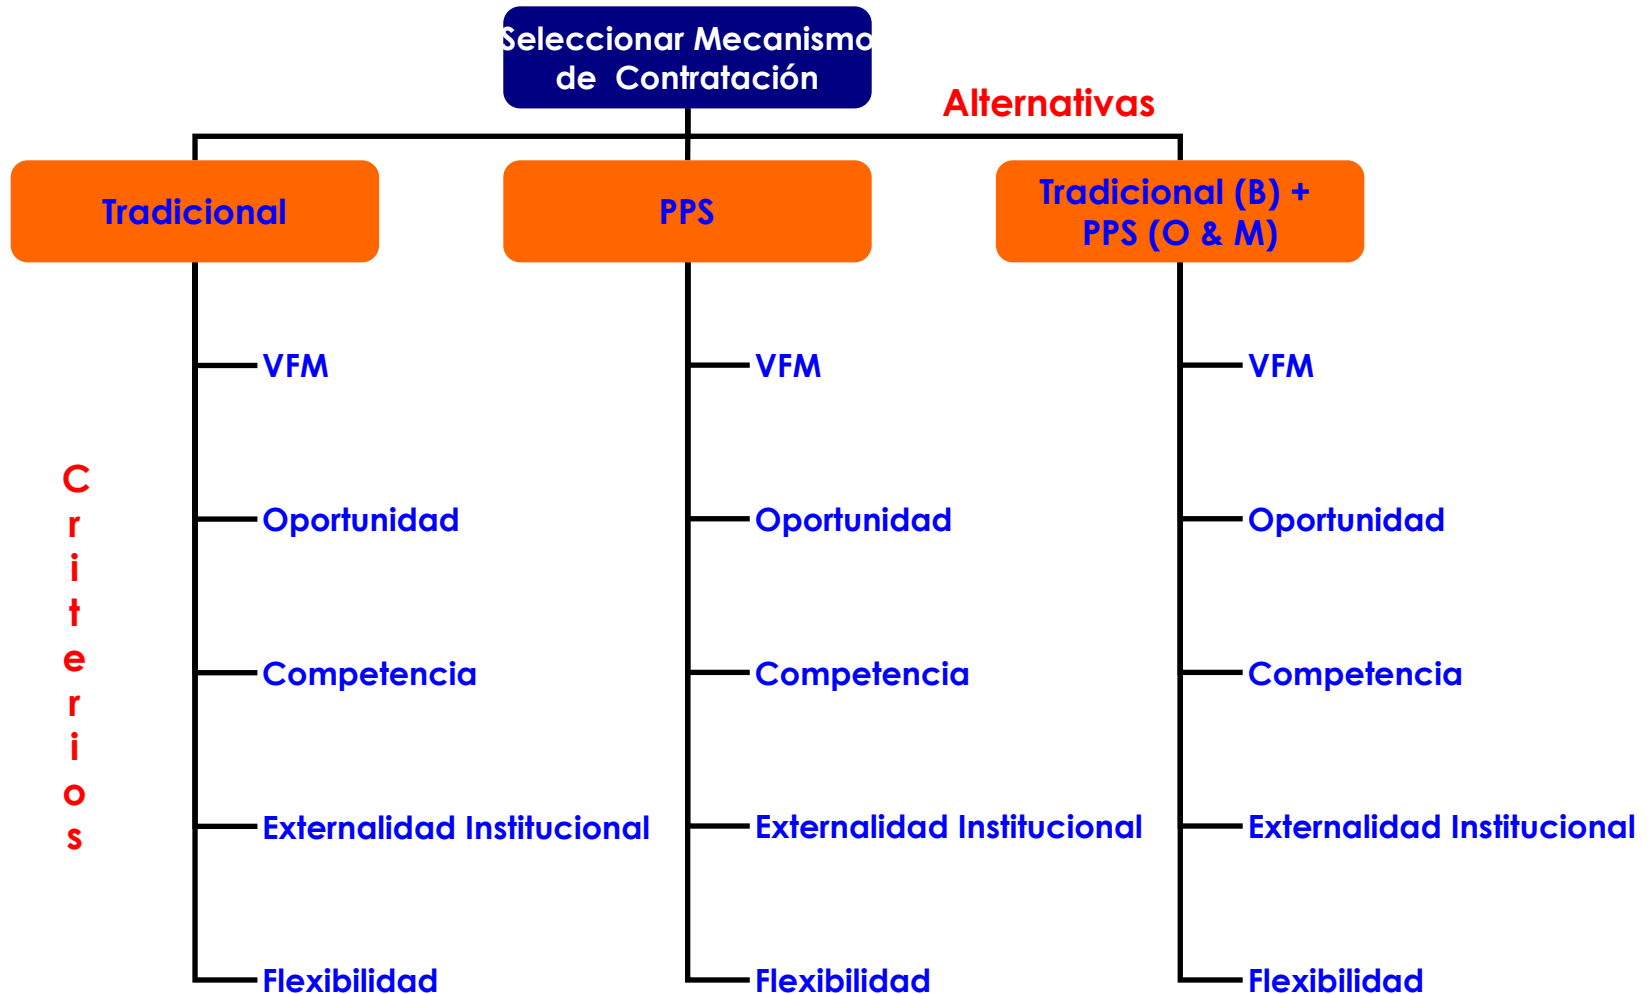 Seleccionar Mecanismo
de Contratación
Alternativas
Tradicional
PPS
Tradicional (B) +
PPS (O & M)
Criterios
VFM
Oportunidad
Competencia
Externalidad Institucional
Flexibilidad
VFM
Oportunidad
Competencia
Externalidad Institucional
Flexibilidad
VFM
Oportunidad
Competencia
Externalidad Institucional
Flexibilidad